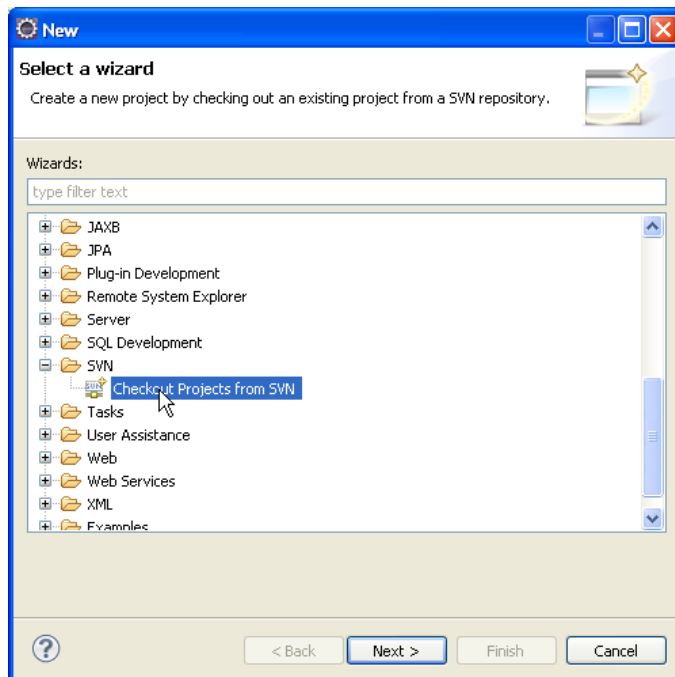 New
Select a wizard
Create a new project by checking out an existing project from a SVN repository.
Wizards:
type filter text
JAXB
JPA
Plug-in Development
Remote System Explorer
Server
SQL Development
SVN
Checkout Projects from SVN
Tasks
User Assistance
Web
Web Services
XML
Examples
? < Back Next > Finish Cancel